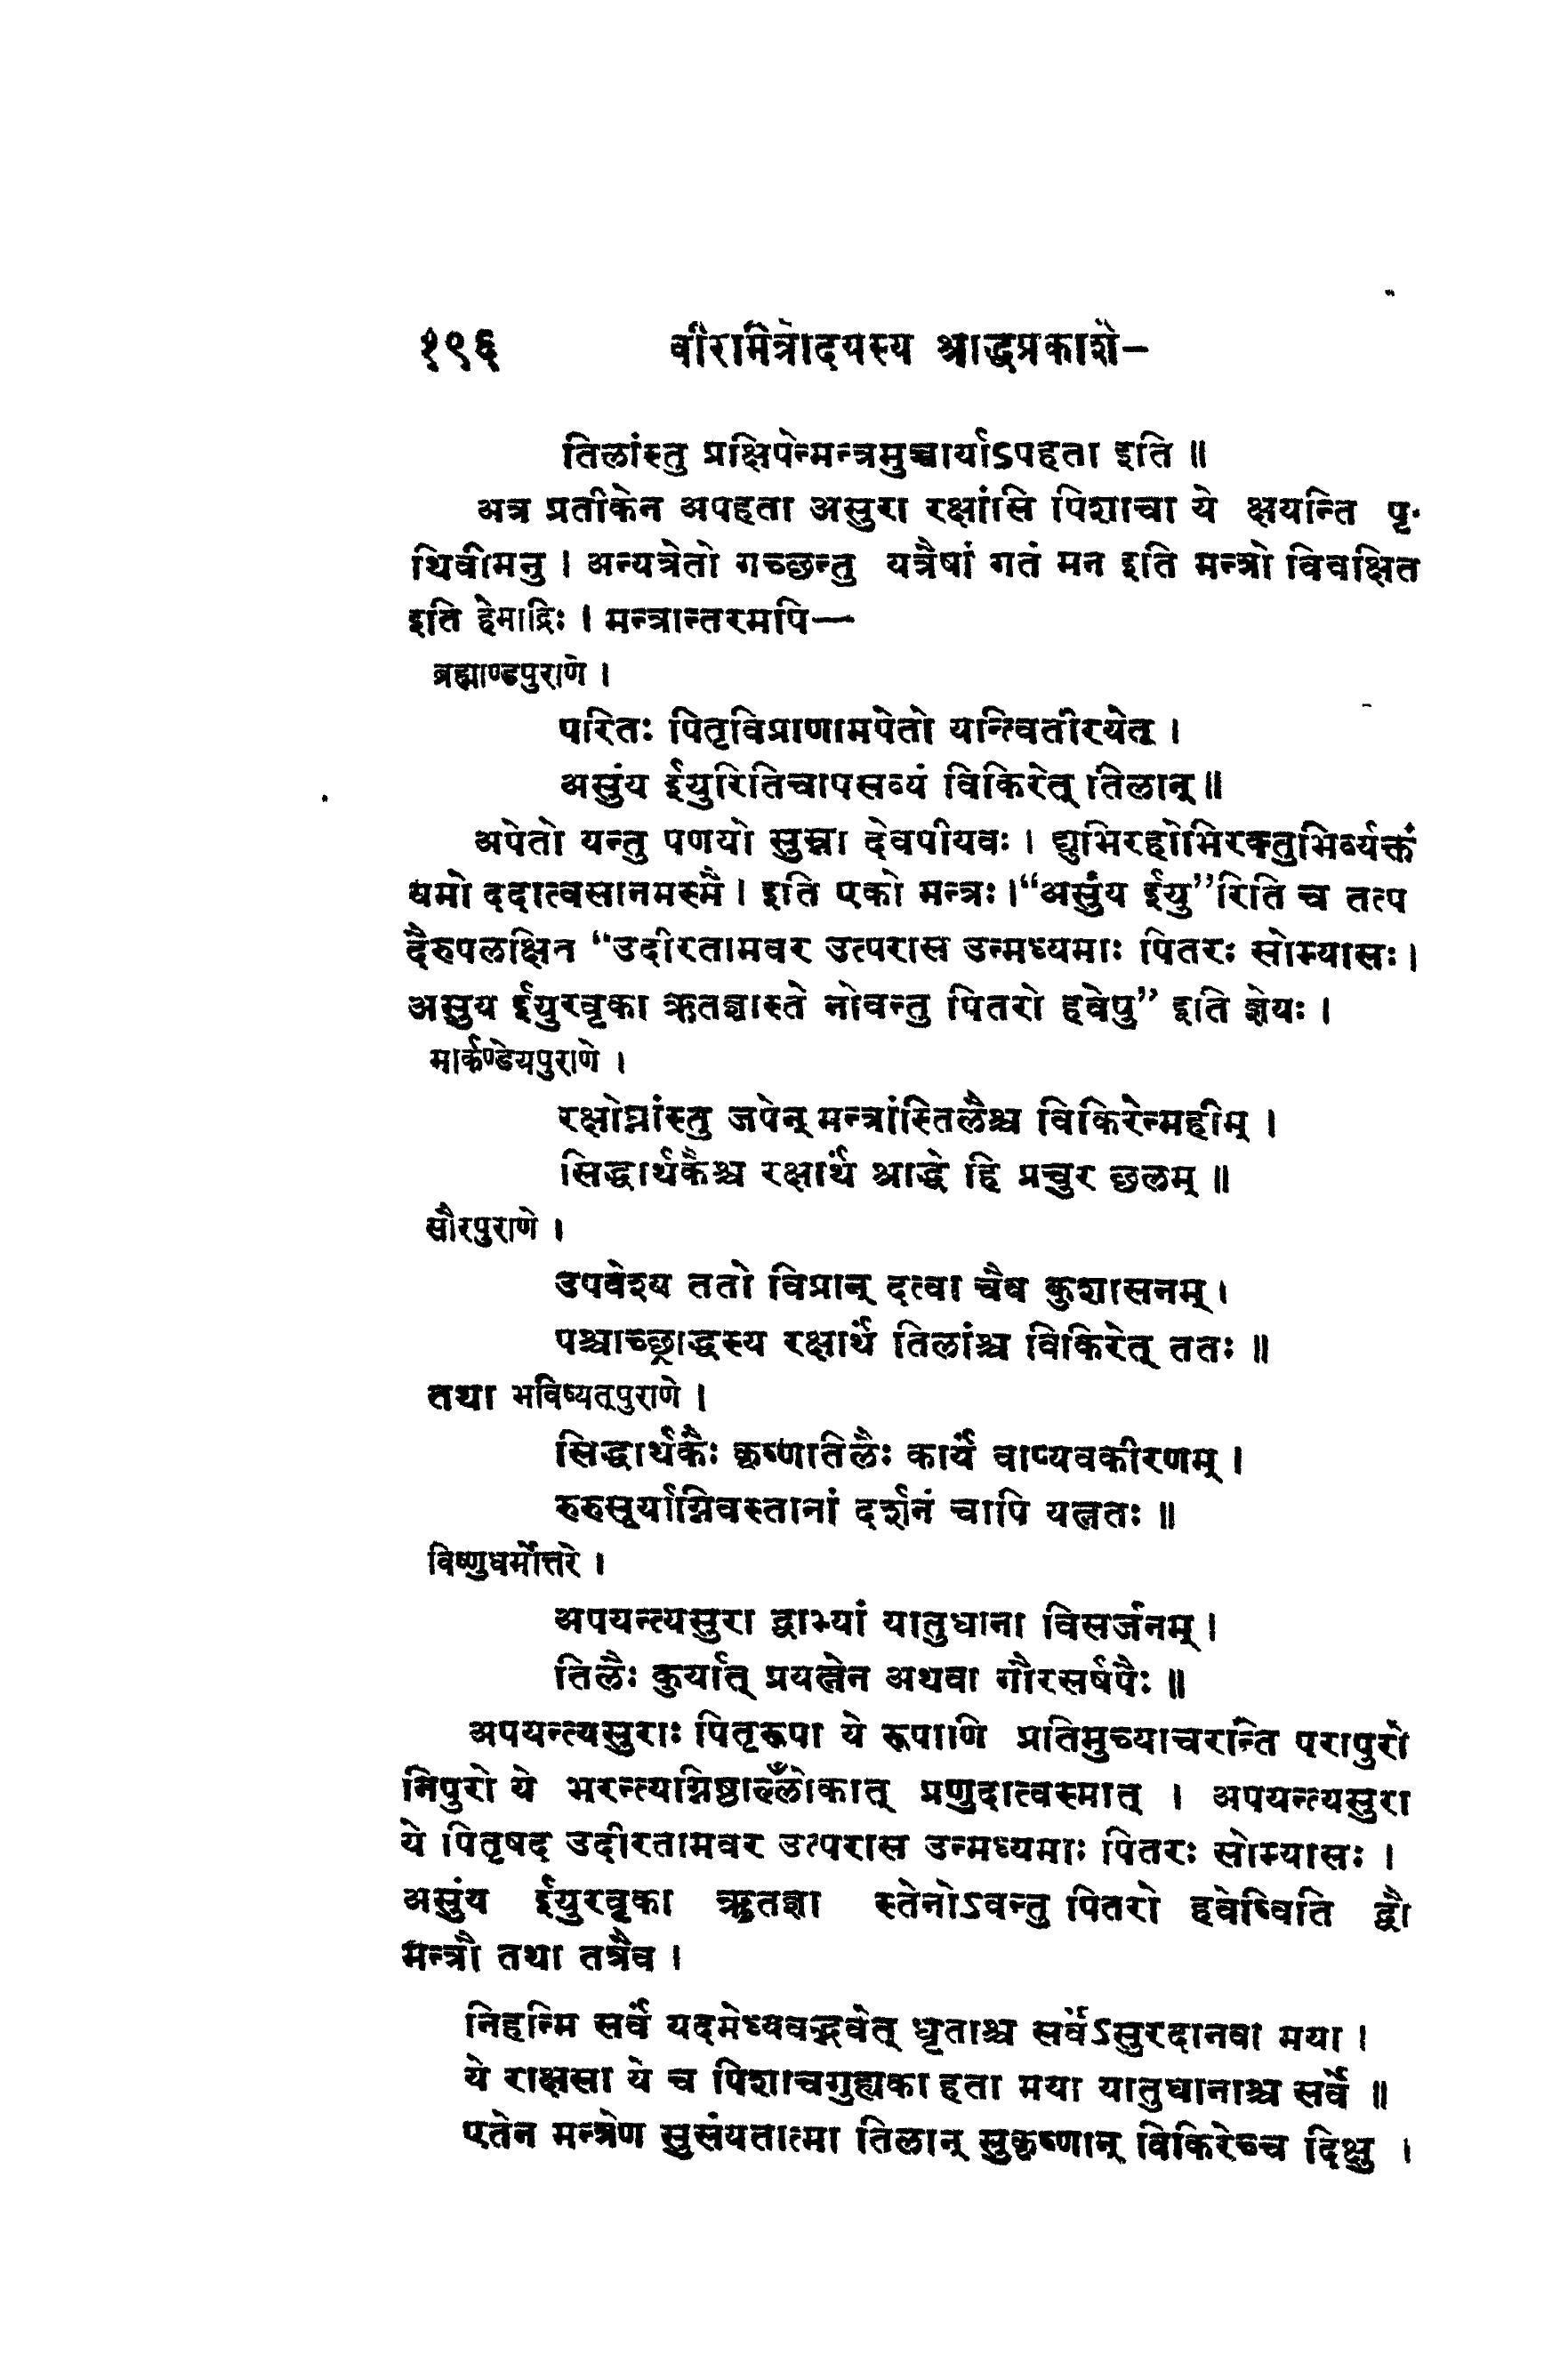 १९६ वीरमित्रोदयस्य श्राद्धप्रकाशे-
तिलांस्तु प्रक्षिपेन्मन्त्रमुच्चार्याऽपहता इति ॥
अत्र प्रतीकेन अपहता असुरा रक्षांसि पिशाचा ये क्षयन्ति पृ-
थिवीमनु । अन्यत्रेतो गच्छन्तु यत्रैषां गतं मन इति मन्त्रो विवक्षित
इति हेमाद्रिः । मन्त्रान्तरमपि—
ब्रह्माण्डपुराणे ।
परितः पितृविप्राणामपेतो यन्त्वितीरयेत् ।
असुंय ईयुरितिचापसव्यं विकिरेत् तिलान् ॥
अपेतो यन्तु पणयो सुम्ना देवपीयवः । द्युभिरहोभिरक्तुभिर्व्यक्तं
यमो ददात्वसानमस्मै । इति एको मन्त्रः । “असुंय ईयु”रिति च तत्प
दैरुपलक्षित “उदीरतामवर उत्परास उन्मध्यमाः पितरः सोम्यासः ।
असुय ईयुरवृका ऋतज्ञास्ते नोवन्तु पितरो हवेषु” इति ज्ञेयः ।
मार्कण्डेयपुराणे ।
रक्षोघ्नांस्तु जपेन् मन्त्रांस्तिलैश्च विकिरेन्महीम् ।
सिद्धार्थकैश्च रक्षार्थं श्राद्धे हि प्रचुर छलम् ॥
सौरपुराणे ।
उपवेश्य ततो विप्रान् दत्वा चैव कुशासनम् ।
पश्चाच्छ्राद्धस्य रक्षार्थं तिलांश्च विकिरेत् ततः ॥
तथा भविष्यत्पुराणे ।
सिद्धार्थकैः कृष्णातिलैः कार्यं वाप्यवकीरणम् ।
रुरुसूर्याग्निवस्तानां दर्शनं चापि यत्नतः ॥
विष्णुधर्मोत्तरे ।
अपयन्त्यसुरा द्वाभ्यां यातुधाना विसर्जनम् ।
तिलैः कुर्यात् प्रयत्नेन अथवा गौरसर्षपैः ॥
अपयन्त्यसुराः पितृरूपा ये रूपाणि प्रतिमुच्याचरन्ति परापुरो
निपुरो ये भरन्त्यग्निष्ठाल्लाँोकात् प्रणुदात्वस्मात् । अपयन्त्यसुरा
ये पितृषद उदीरतामवर उत्परास उन्मध्यमाः पितरः सोम्यासः ।
असुंय ईयुरवृका ऋतज्ञा स्तेनोऽवन्तु पितरो हवेष्विति द्वौ
मन्त्रौ तथा तत्रैव ।
निहन्मि सर्वं यदमेध्यवद्भवेत् धृताश्च सर्वेऽसुरदानवा मया ।
ये राक्षसा ये च पिशाचगुह्यका हता मया यातुधानाश्च सर्वे ॥
एतेन मन्त्रेण सुसंयतात्मा तिलान् सुकृष्णान् विकिरेच्च दिक्षु ।